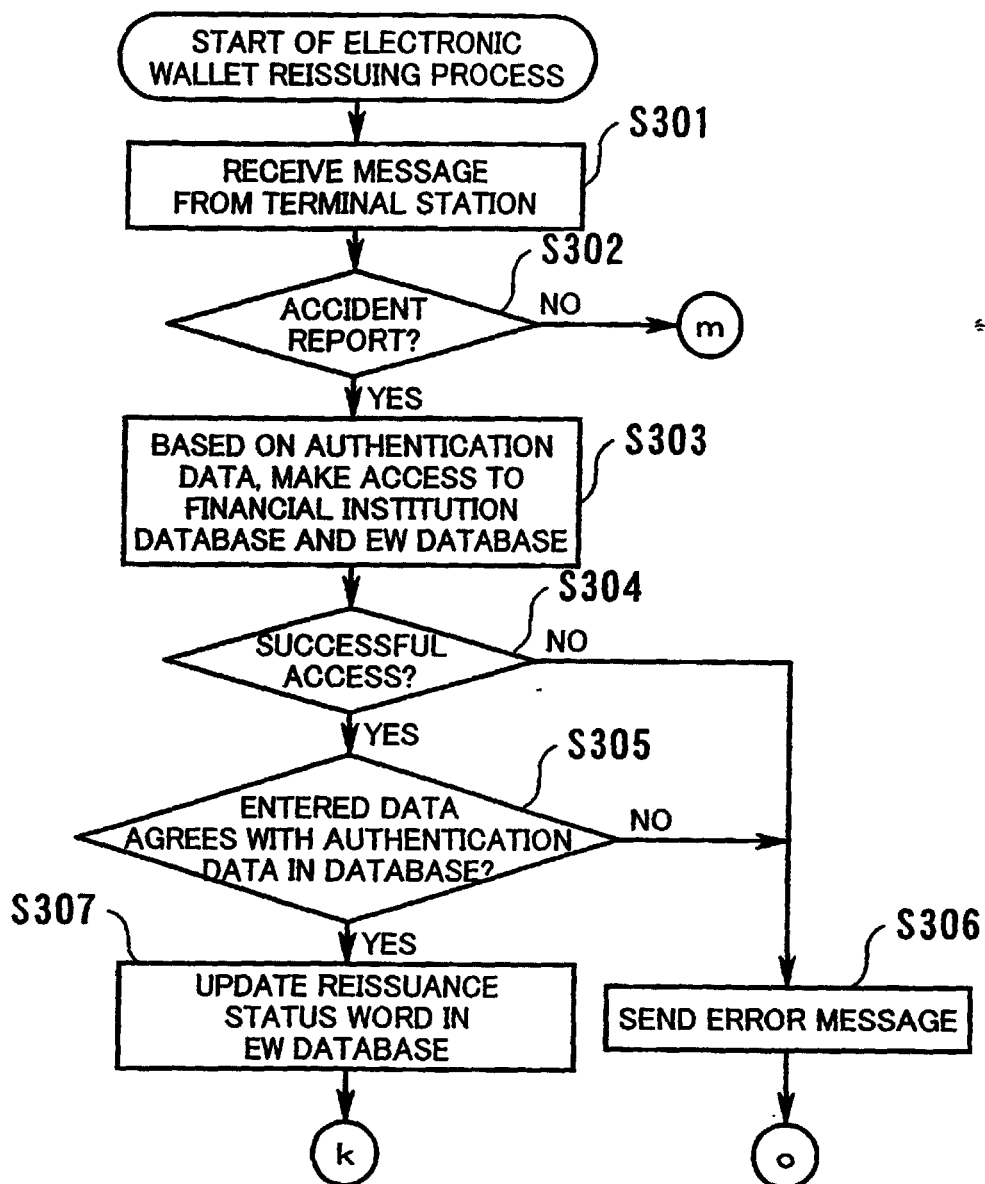 START OF ELECTRONIC
WALLET REISSUING PROCESS
S301
RECEIVE MESSAGE
FROM TERMINAL STATION
S302
ACCIDENT
REPORT?
NO
m
YES
S303
BASED ON AUTHENTICATION
DATA, MAKE ACCESS TO
FINANCIAL INSTITUTION
DATABASE AND EW DATABASE
S304
SUCCESSFUL
ACCESS?
NO
YES
S305
ENTERED DATA
AGREES WITH AUTHENTICATION
DATA IN DATABASE?
NO
S307
YES
S306
UPDATE REISSUANCE
STATUS WORD IN
EW DATABASE
SEND ERROR MESSAGE
k
o